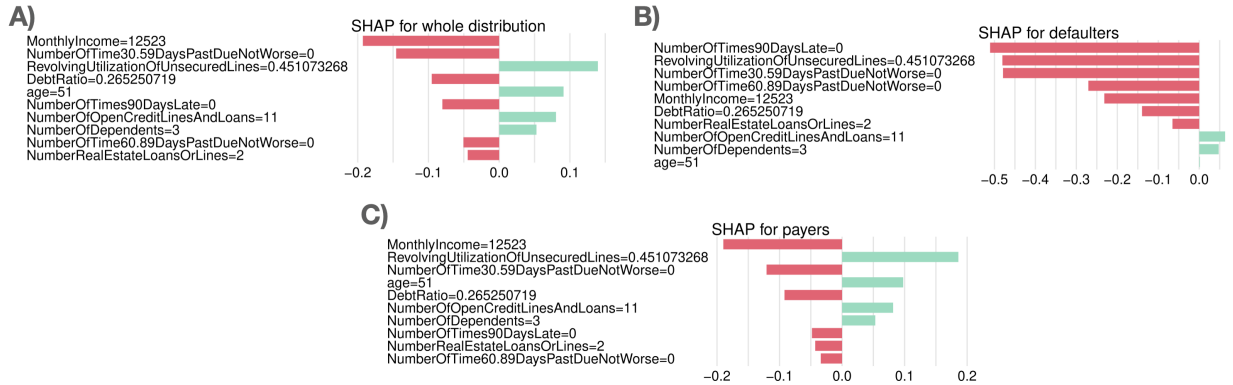 A)
SHAP for whole distribution
MonthlyIncome=12523
NumberOfTime30.59DaysPastDueNotWorse=0
RevolvingUtilizationOfUnsecuredLines=0.451073268
DebtRatio=0.265250719
age=51
NumberOfTimes90DaysLate=0
NumberOfOpenCreditLinesAndLoans=11
NumberOfDependents=3
NumberOfTime60.89DaysPastDueNotWorse=0
NumberRealEstateLoansOrLines=2
−0.2 −0.1 0.0 0.1
B)
SHAP for defaulters
NumberOfTimes90DaysLate=0
RevolvingUtilizationOfUnsecuredLines=0.451073268
NumberOfTime30.59DaysPastDueNotWorse=0
NumberOfTime60.89DaysPastDueNotWorse=0
MonthlyIncome=12523
DebtRatio=0.265250719
NumberRealEstateLoansOrLines=2
NumberOfOpenCreditLinesAndLoans=11
NumberOfDependents=3
age=51
−0.5 −0.4 −0.3 −0.2 −0.1 0.0
C)
SHAP for payers
MonthlyIncome=12523
RevolvingUtilizationOfUnsecuredLines=0.451073268
NumberOfTime30.59DaysPastDueNotWorse=0
age=51
DebtRatio=0.265250719
NumberOfOpenCreditLinesAndLoans=11
NumberOfDependents=3
NumberOfTimes90DaysLate=0
NumberRealEstateLoansOrLines=2
NumberOfTime60.89DaysPastDueNotWorse=0
−0.2 −0.1 0.0 0.1 0.2